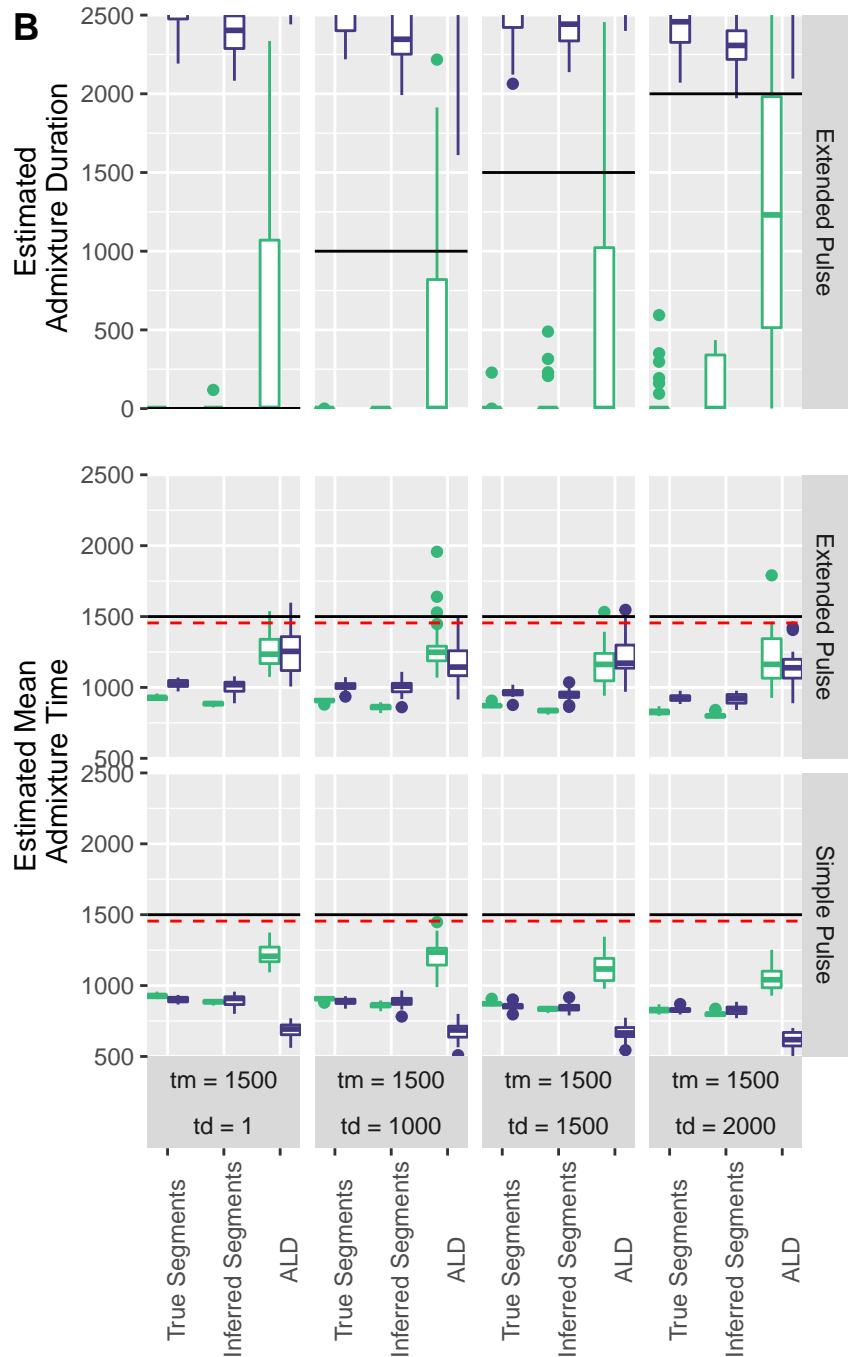 B
Estimated
Admixture Duration
2500
2000
1500
1000
500
0
Extended Pulse
Estimated Mean
Admixture Time
2500
2000
1500
1000
500
Extended Pulse
2500
2000
1500
1000
500
Simple Pulse
tm = 1500 tm = 1500 tm = 1500 tm = 1500
td = 1 td = 1000 td = 1500 td = 2000
True Segments
Inferred Segments
ALD
True Segments
Inferred Segments
ALD
True Segments
Inferred Segments
ALD
True Segments
Inferred Segments
ALD